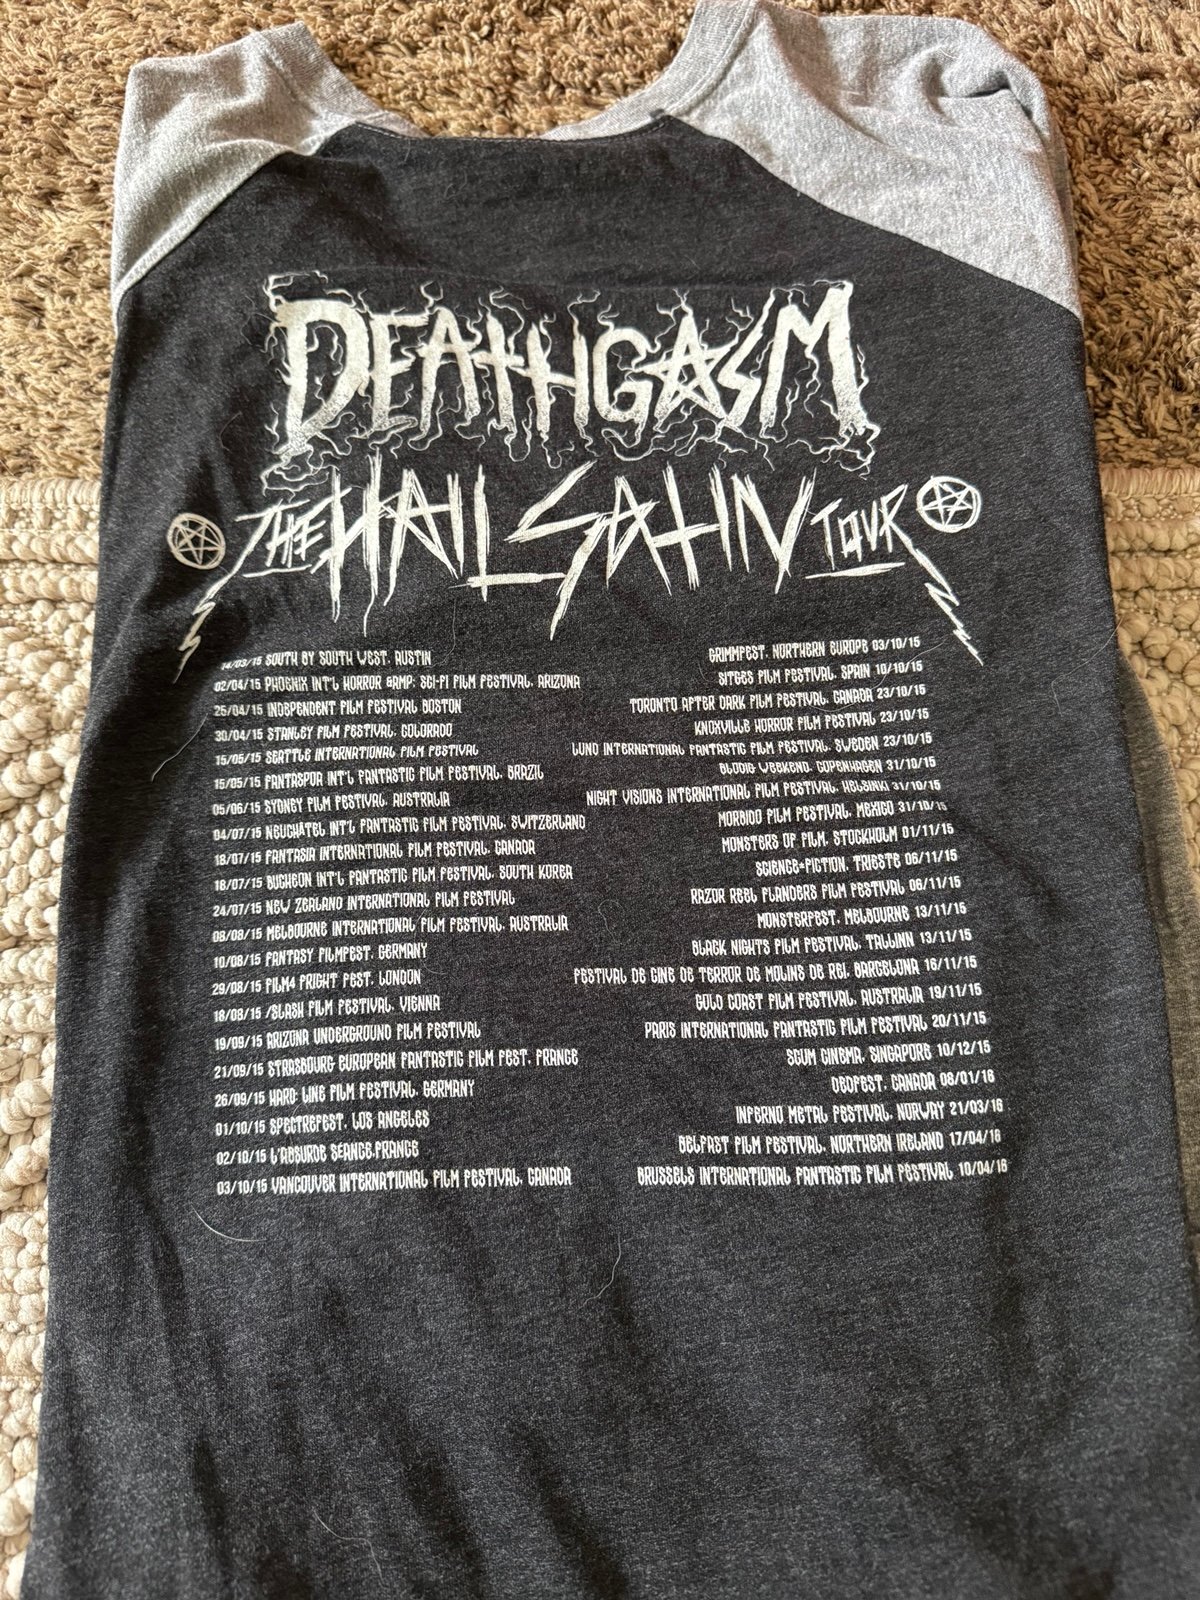 DEATHGASM
THE HAIL SATIN TOUR
14/03/15 SOUTH BY SOUTH WEST, AUSTIN
02/04/15 PHOENIX INT'L HORROR &AMP; SCI-FI FILM FESTIVAL, ARIZONA
25/04/15 INDEPENDENT FILM FESTIVAL BOSTON
30/04/15 STANLEY FILM FESTIVAL, COLORADO
15/05/15 SEATTLE INTERNATIONAL FILM FESTIVAL
15/05/15 FANTASPOA INT'L FANTASTIC FILM FESTIVAL, BRAZIL
05/06/15 SYDNEY FILM FESTIVAL, AUSTRALIA
04/07/15 NEUCHÂTEL INT'L FANTASTIC FILM FESTIVAL, SWITZERLAND
18/07/15 FANTASIA INTERNATIONAL FILM FESTIVAL, CANADA
18/07/15 BUCHEON INT'L FANTASTIC FILM FESTIVAL, SOUTH KOREA
24/07/15 NEW ZEALAND INTERNATIONAL FILM FESTIVAL
08/08/15 MELBOURNE INTERNATIONAL FILM FESTIVAL, AUSTRALIA
10/08/15 FANTASY FILMFEST, GERMANY
29/08/15 FILM4 FRIGHT FEST, LONDON
18/08/15 /SLASH FILM FESTIVAL, VIENNA
19/09/15 ARIZONA UNDERGROUND FILM FESTIVAL
21/09/15 STRASBOURG EUROPEAN FANTASTIC FILM FEST, FRANCE
26/09/15 HARD: LINE FILM FESTIVAL, GERMANY
01/10/15 SPECTREFEST, LOS ANGELES
02/10/15 L'ABSURDE SEANCE,FRANCE
03/10/15 VANCOUVER INTERNATIONAL FILM FESTIVAL, CANADA
GRIMMFEST, NORTHERN EUROPE 03/10/15
SITGES FILM FESTIVAL, SPAIN 10/10/15
TORONTO AFTER DARK FILM FESTIVAL, CANADA 23/10/15
KNOXVILLE HORROR FILM FESTIVAL 23/10/15
LUND INTERNATIONAL FANTASTIC FILM FESTIVAL, SWEDEN 23/10/15
BLODIG WEEKEND, COPENHAGEN 31/10/15
NIGHT VISIONS INTERNATIONAL FILM FESTIVAL, HELSINKI 31/10/15
MORBIDO FILM FESTIVAL, MEXICO 31/10/15
MONSTERS OF FILM, STOCKHOLM 01/11/15
SCIENCE+FICTION, TRIESTE 06/11/15
RAZOR REEL FLANDERS FILM FESTIVAL 06/11/15
MONSTERFEST, MELBOURNE 13/11/15
BLACK NIGHTS FILM FESTIVAL, TALLINN 13/11/15
FESTIVAL DE CINE DE TERROR DE MOLINS DE REI, BARCELONA 16/11/15
GOLD COAST FILM FESTIVAL, AUSTRALIA 19/11/15
PARIS INTERNATIONAL FANTASTIC FILM FESTIVAL 20/11/15
SCUM CINEMA, SINGAPORE 10/12/15
DEDFEST, CANADA 08/01/16
INFERNO METAL FESTIVAL, NORWAY 21/03/16
BELFAST FILM FESTIVAL, NORTHERN IRELAND 17/04/16
BRUSSELS INTERNATIONAL FANTASTIC FILM FESTIVAL 10/04/16